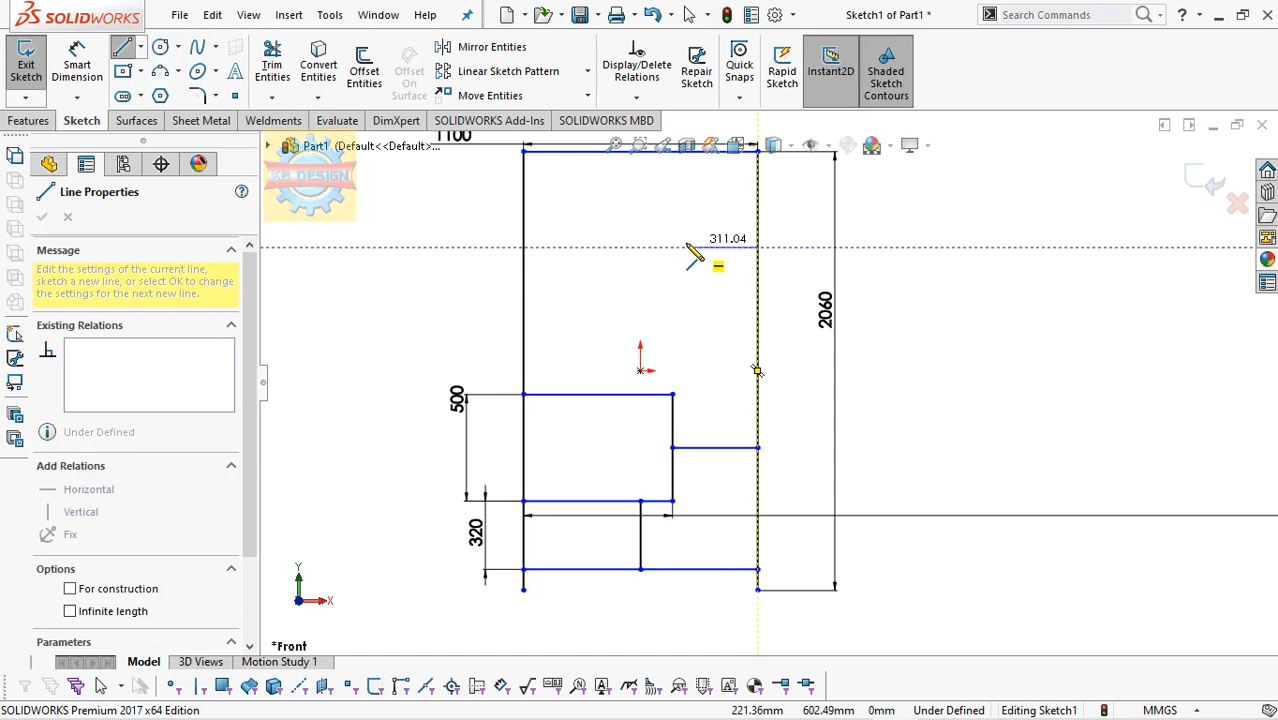 SOLIDWORKS
File
Edit
View
Insert
Tools
Window
Help
Sketch1 of Part1 *
Search Commands
?
Exit Sketch
Smart Dimension
Trim Entities
Convert Entities
Offset Entities
Offset On Surface
Mirror Entities
Linear Sketch Pattern
Move Entities
Display/Delete Relations
Repair Sketch
Quick Snaps
Rapid Sketch
Instant2D
Shaded Sketch Contours
Features
Sketch
Surfaces
Sheet Metal
Weldments
Evaluate
DimXpert
SOLIDWORKS Add-Ins
SOLIDWORKS MBD
1100
Part1 (Default<<Default>...
KB DESIGN
Line Properties
?
Message
Edit the settings of the current line,
sketch a new line, or select OK to change
the settings for the next new line.
Existing Relations
Under Defined
Add Relations
Horizontal
Vertical
Fix
Options
For construction
Infinite length
Parameters
311.04
2060
500
320
Y
X
*Front
Model
3D Views
Motion Study 1
SOLIDWORKS Premium 2017 x64 Edition
221.36mm
602.49mm
0mm
Under Defined
Editing Sketch1
MMGS